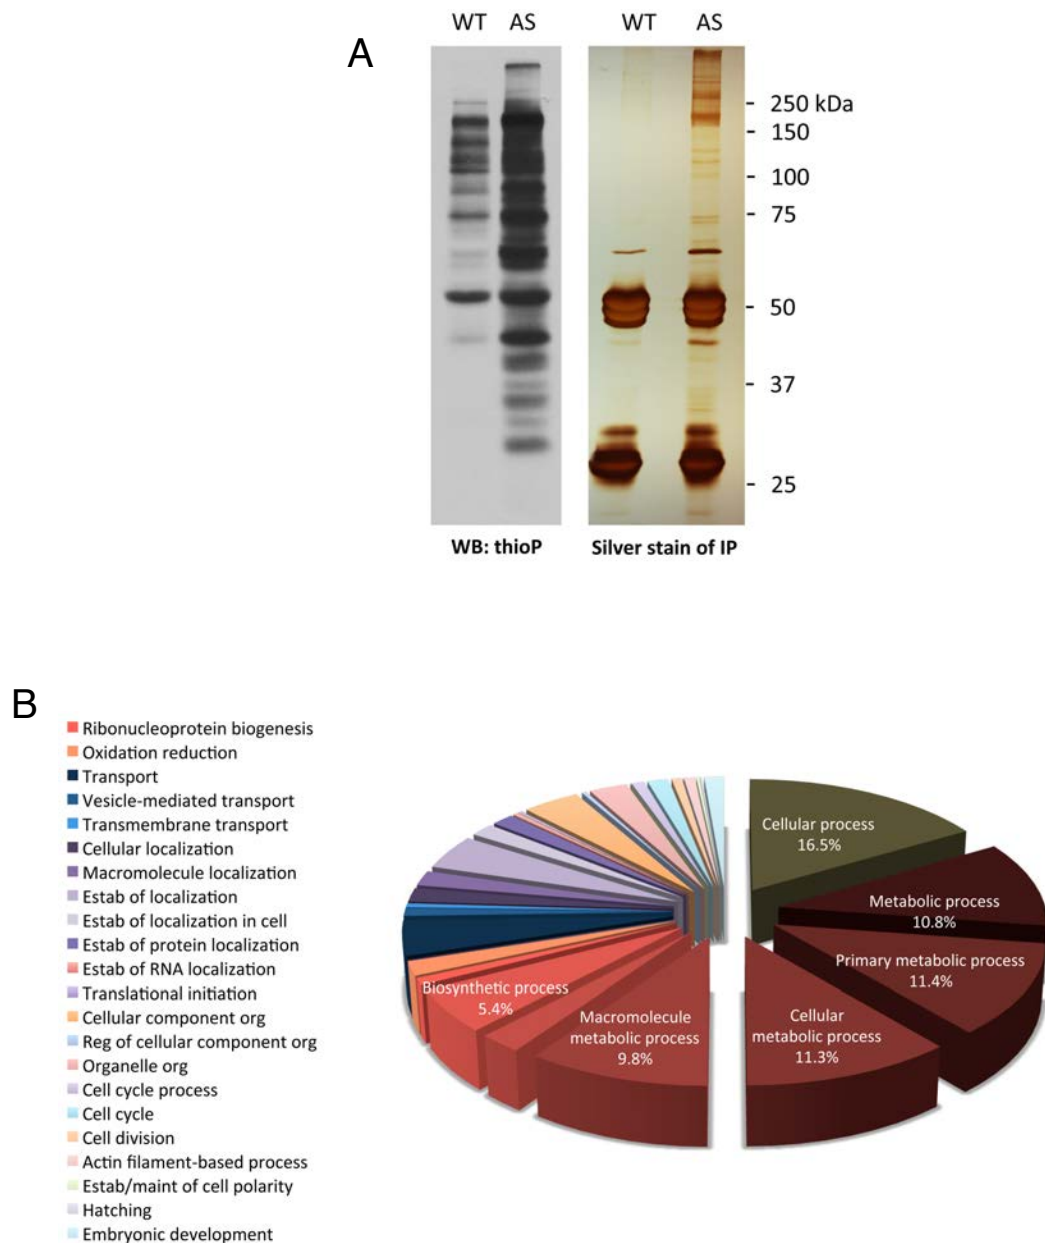 A
WT AS
WT AS
250 kDa
150
100
75
50
37
25
WB: thioP
Silver stain of IP
B
Ribonucleoprotein biogenesis
Oxidation reduction
Transport
Vesicle-mediated transport
Transmembrane transport
Cellular localization
Macromolecule localization
Estab of localization
Estab of localization in cell
Estab of protein localization
Estab of RNA localization
Translational initiation
Cellular component org
Reg of cellular component org
Organelle org
Cell cycle process
Cell cycle
Cell division
Actin filament-based process
Estab/maint of cell polarity
Hatching
Embryonic development
Cellular process
16.5%
Metabolic process
10.8%
Primary metabolic process
11.4%
Cellular
metabolic process
11.3%
Macromolecule
metabolic process
9.8%
Biosynthetic process
5.4%